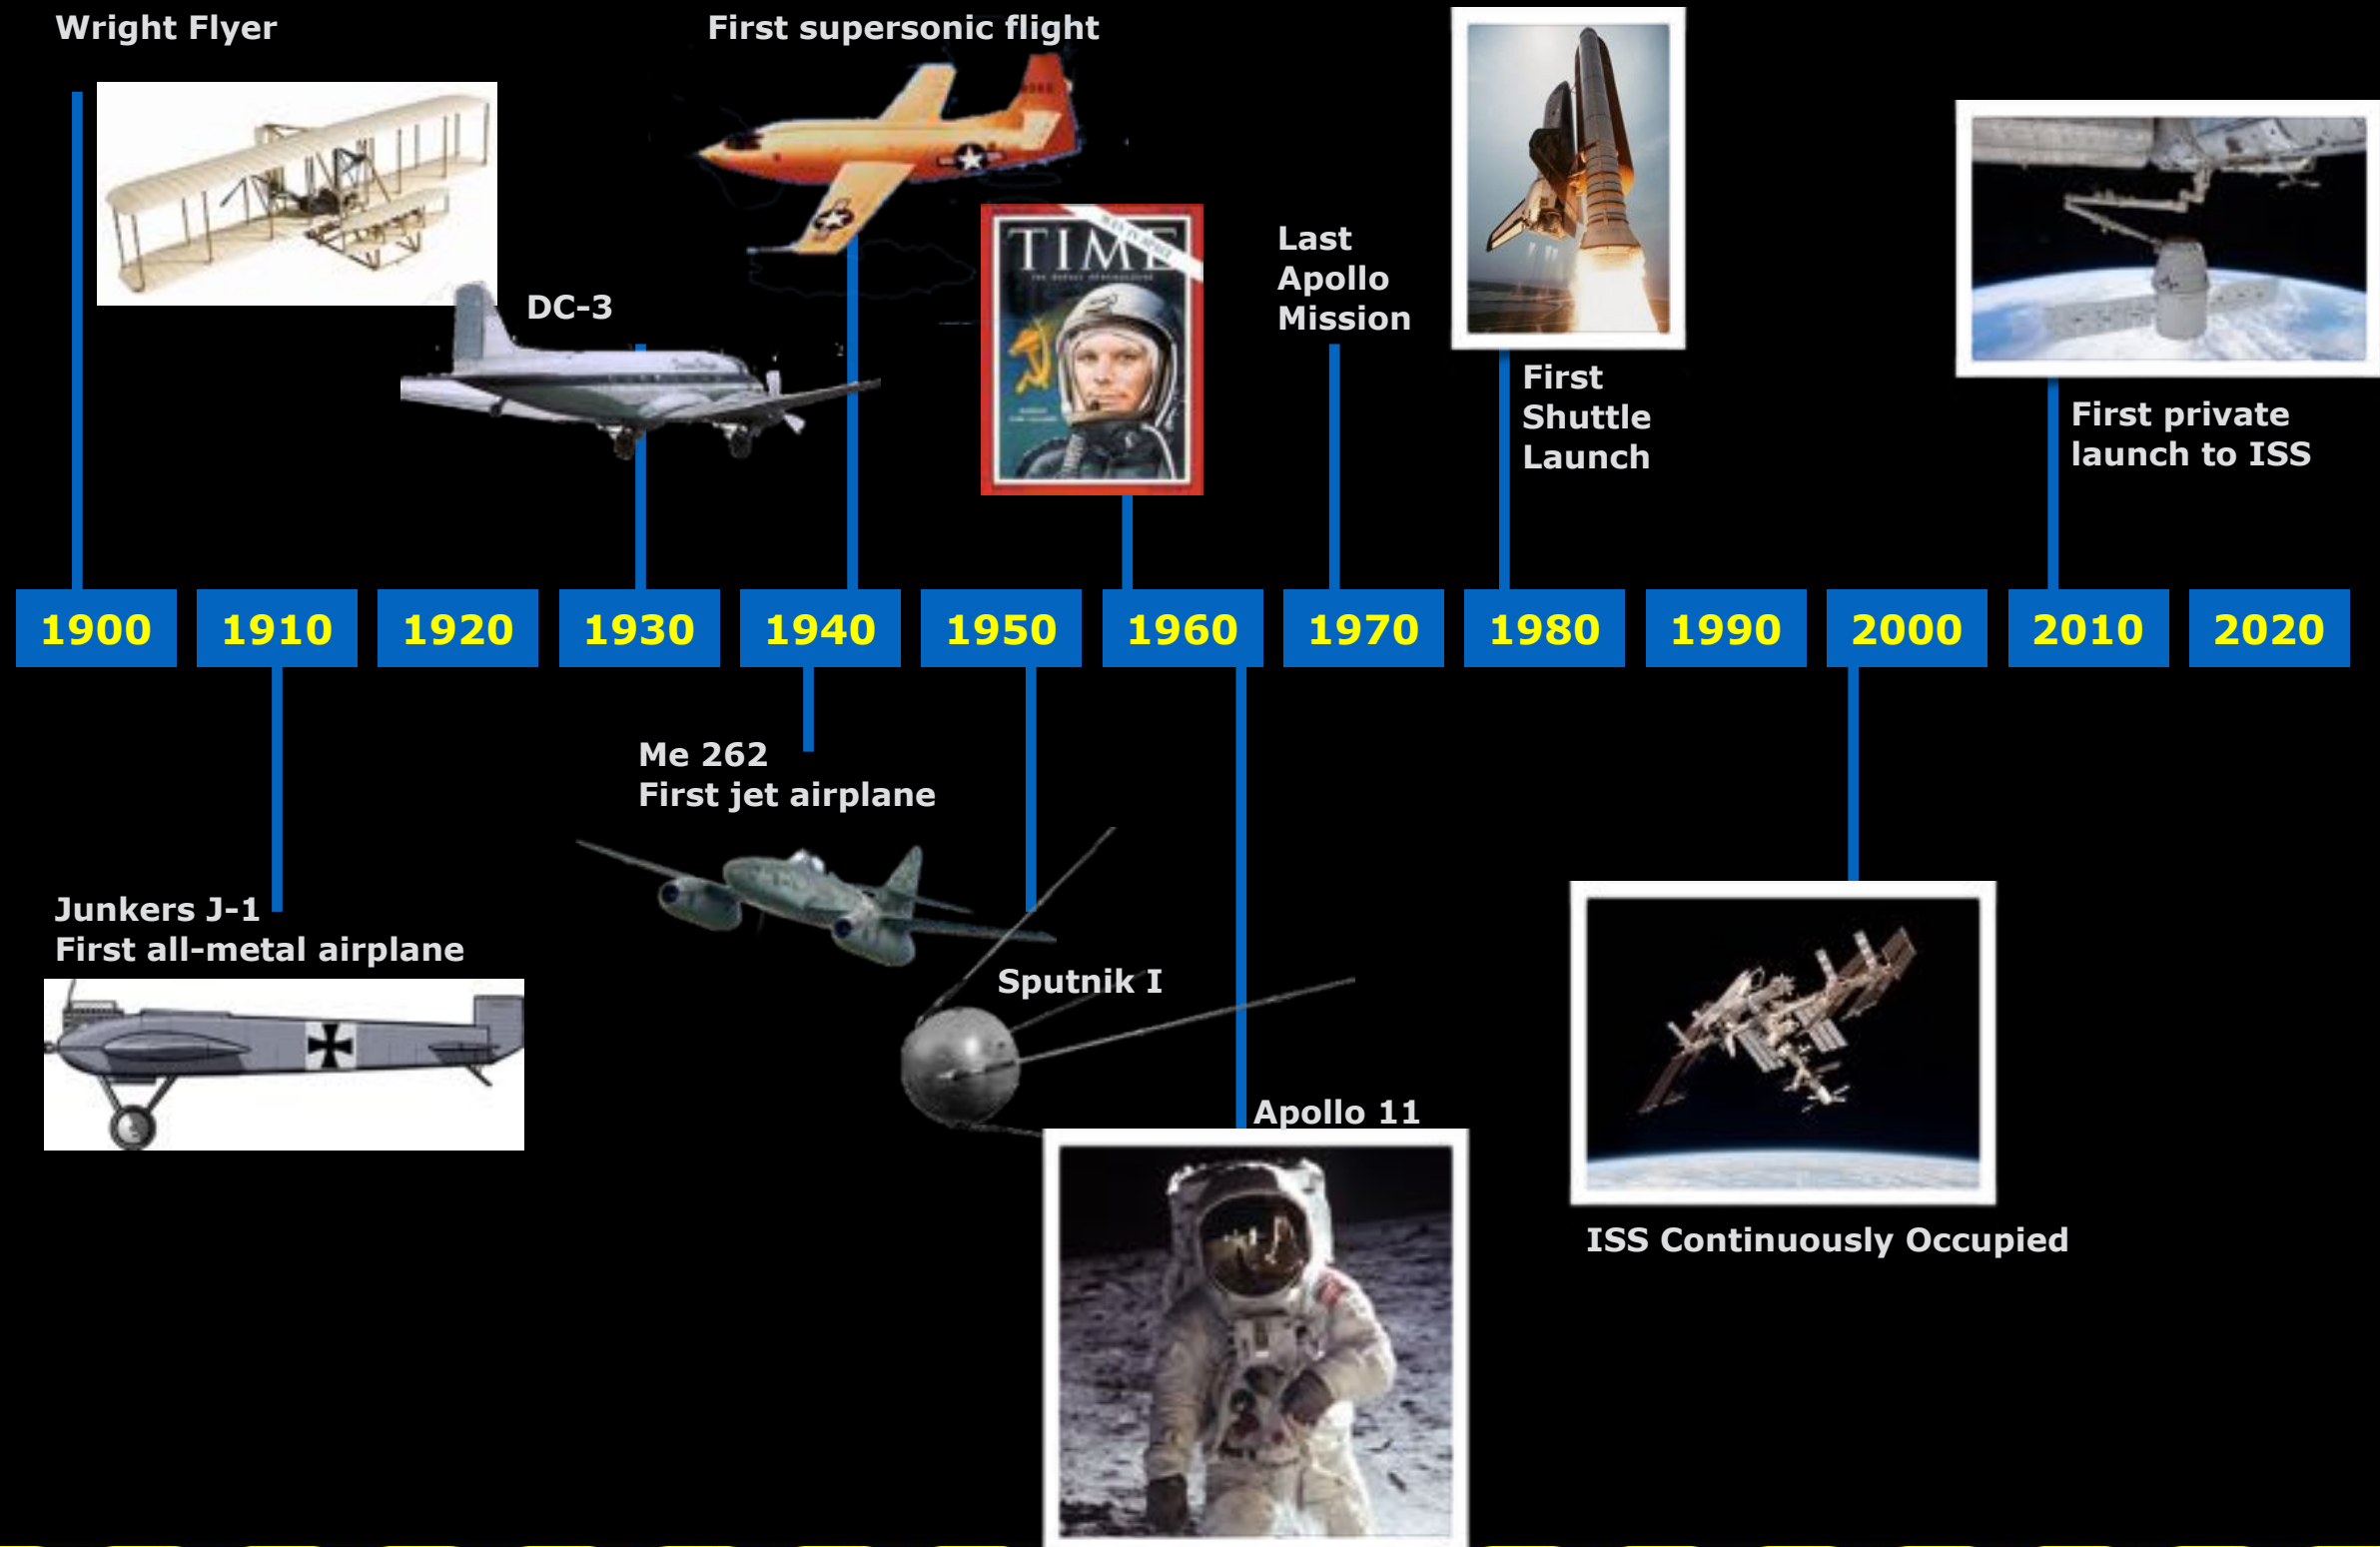 Wright Flyer
First supersonic flight
DC-3
TIME
Last
Apollo
Mission
First
Shuttle
Launch
First private
launch to ISS
1900 1910 1920 1930 1940 1950 1960 1970 1980 1990 2000 2010 2020
Me 262
First jet airplane
Junkers J-1
First all-metal airplane
Sputnik I
Apollo 11
ISS Continuously Occupied